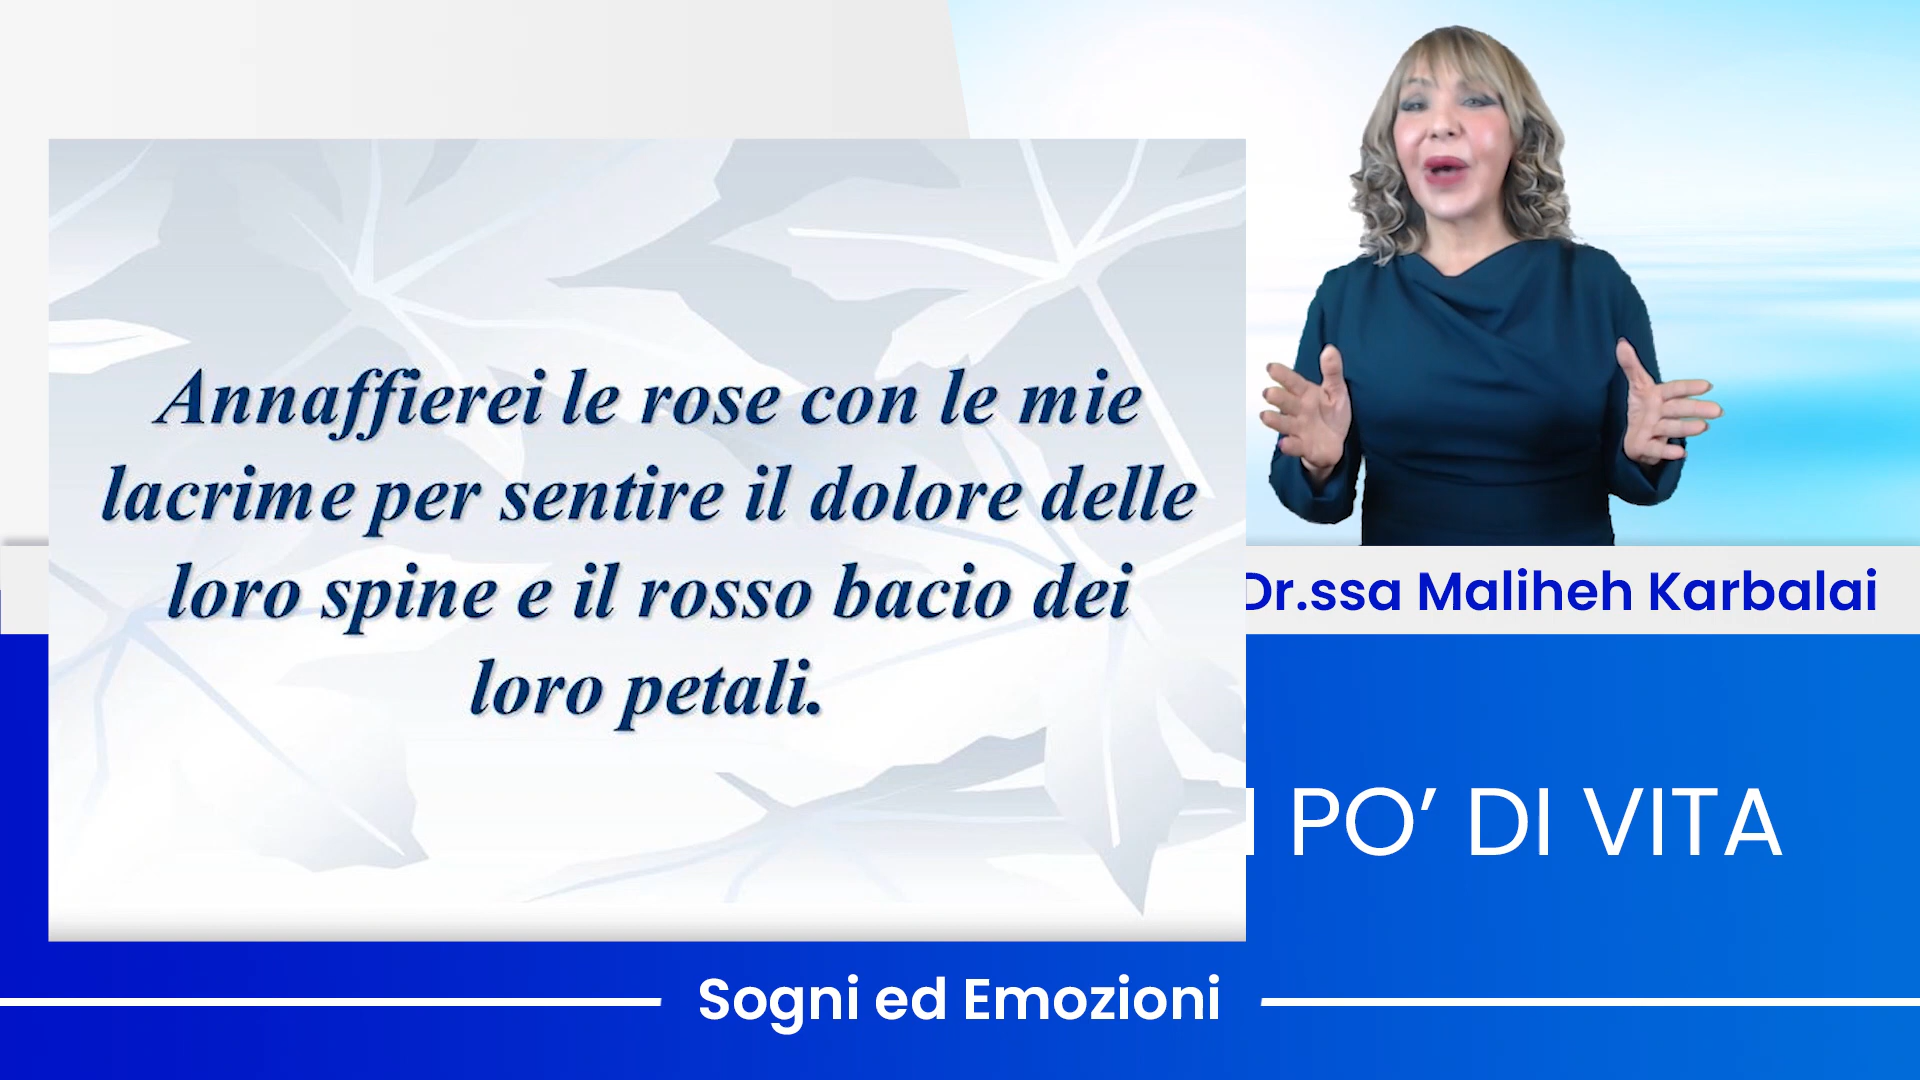 Annaffierei le rose con le mie
lacrime per sentire il dolore delle
loro spine e il rosso bacio dei
loro petali.
Dr.ssa Maliheh Karbalai
PO’ DI VITA
Sogni ed Emozioni